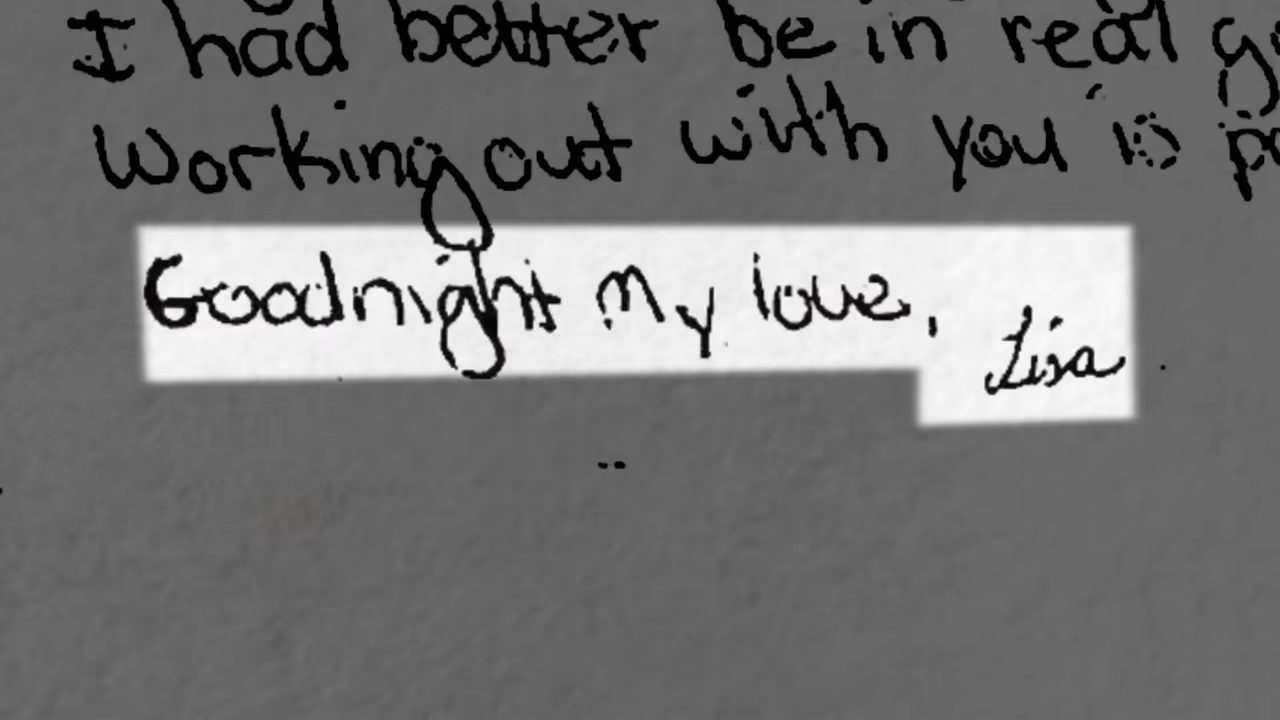 I had better be in real
Working out with you is
Goodnight My love,
Lisa